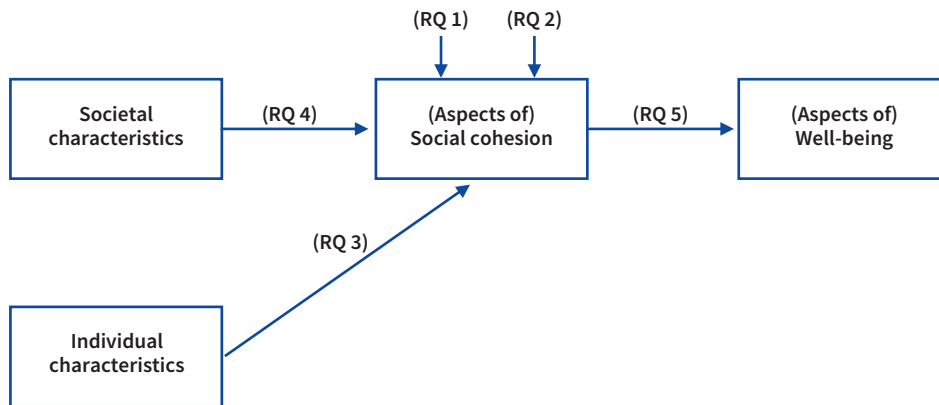 (RQ 1)
(RQ 2)
Societal
characteristics
(RQ 4)
(Aspects of)
Social cohesion
(RQ 5)
(Aspects of)
Well-being
(RQ 3)
Individual
characteristics